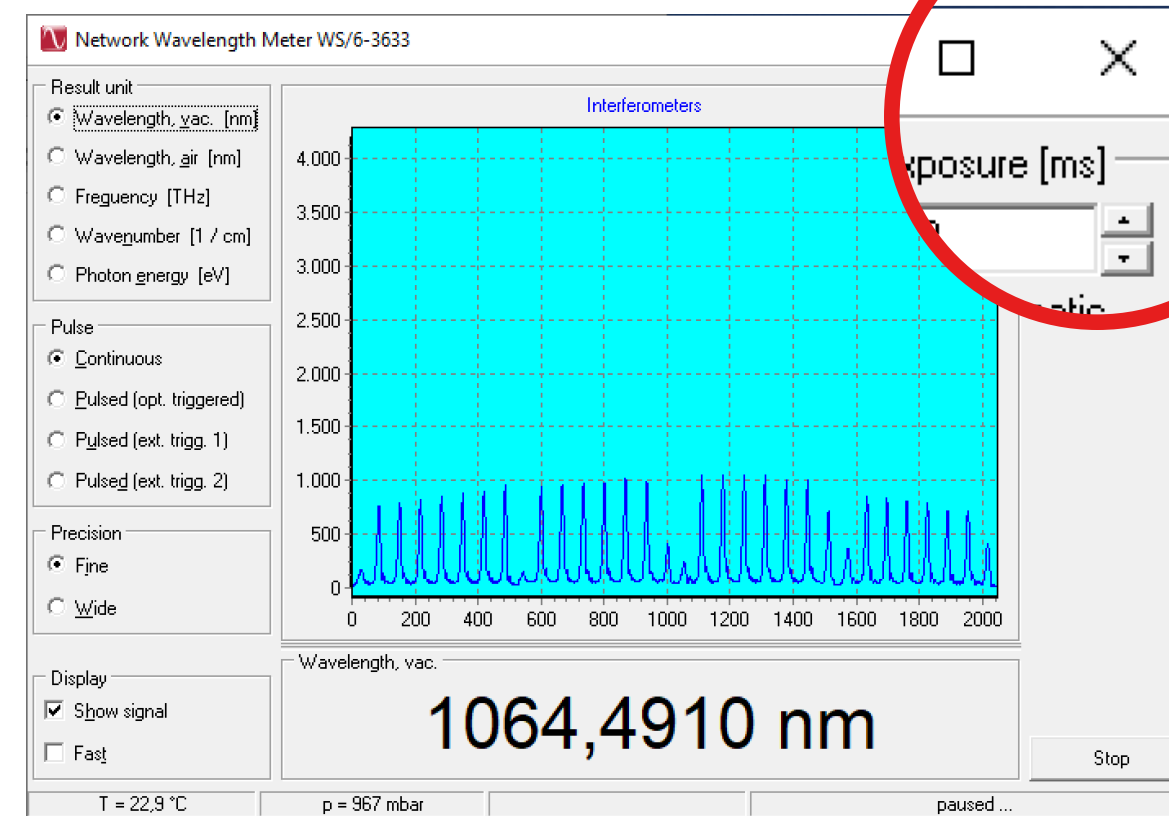 Network Wavelength Meter WS/6-3633
Result unit
Wavelength, vac. [nm]
Wavelength, air [nm]
Frequency [THz]
Wavenumber [1 / cm]
Photon energy [eV]
Pulse
Continuous
Pulsed (opt. triggered)
Pulsed (ext. trigg. 1)
Pulsed (ext. trigg. 2)
Precision
Fine
Wide
Display
Show signal
Fast
Interferometers
4.000
3.500
3.000
2.500
2.000
1.500
1.000
500
0
0 200 400 600 800 1000 1200 1400 1600 1800 2000
Wavelength, vac.
1064,4910 nm
xposure [ms]
Stop
T = 22,9 °C p = 967 mbar paused ...